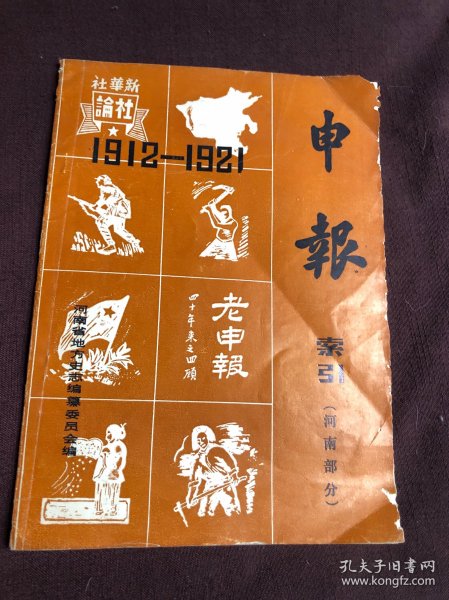 申報
索引
(河南部分)
新華社
社論
1912—1921
老申報
四十年来之回顾
河南省地方史志编纂委员会编
孔夫子旧书网
www.kongfz.com